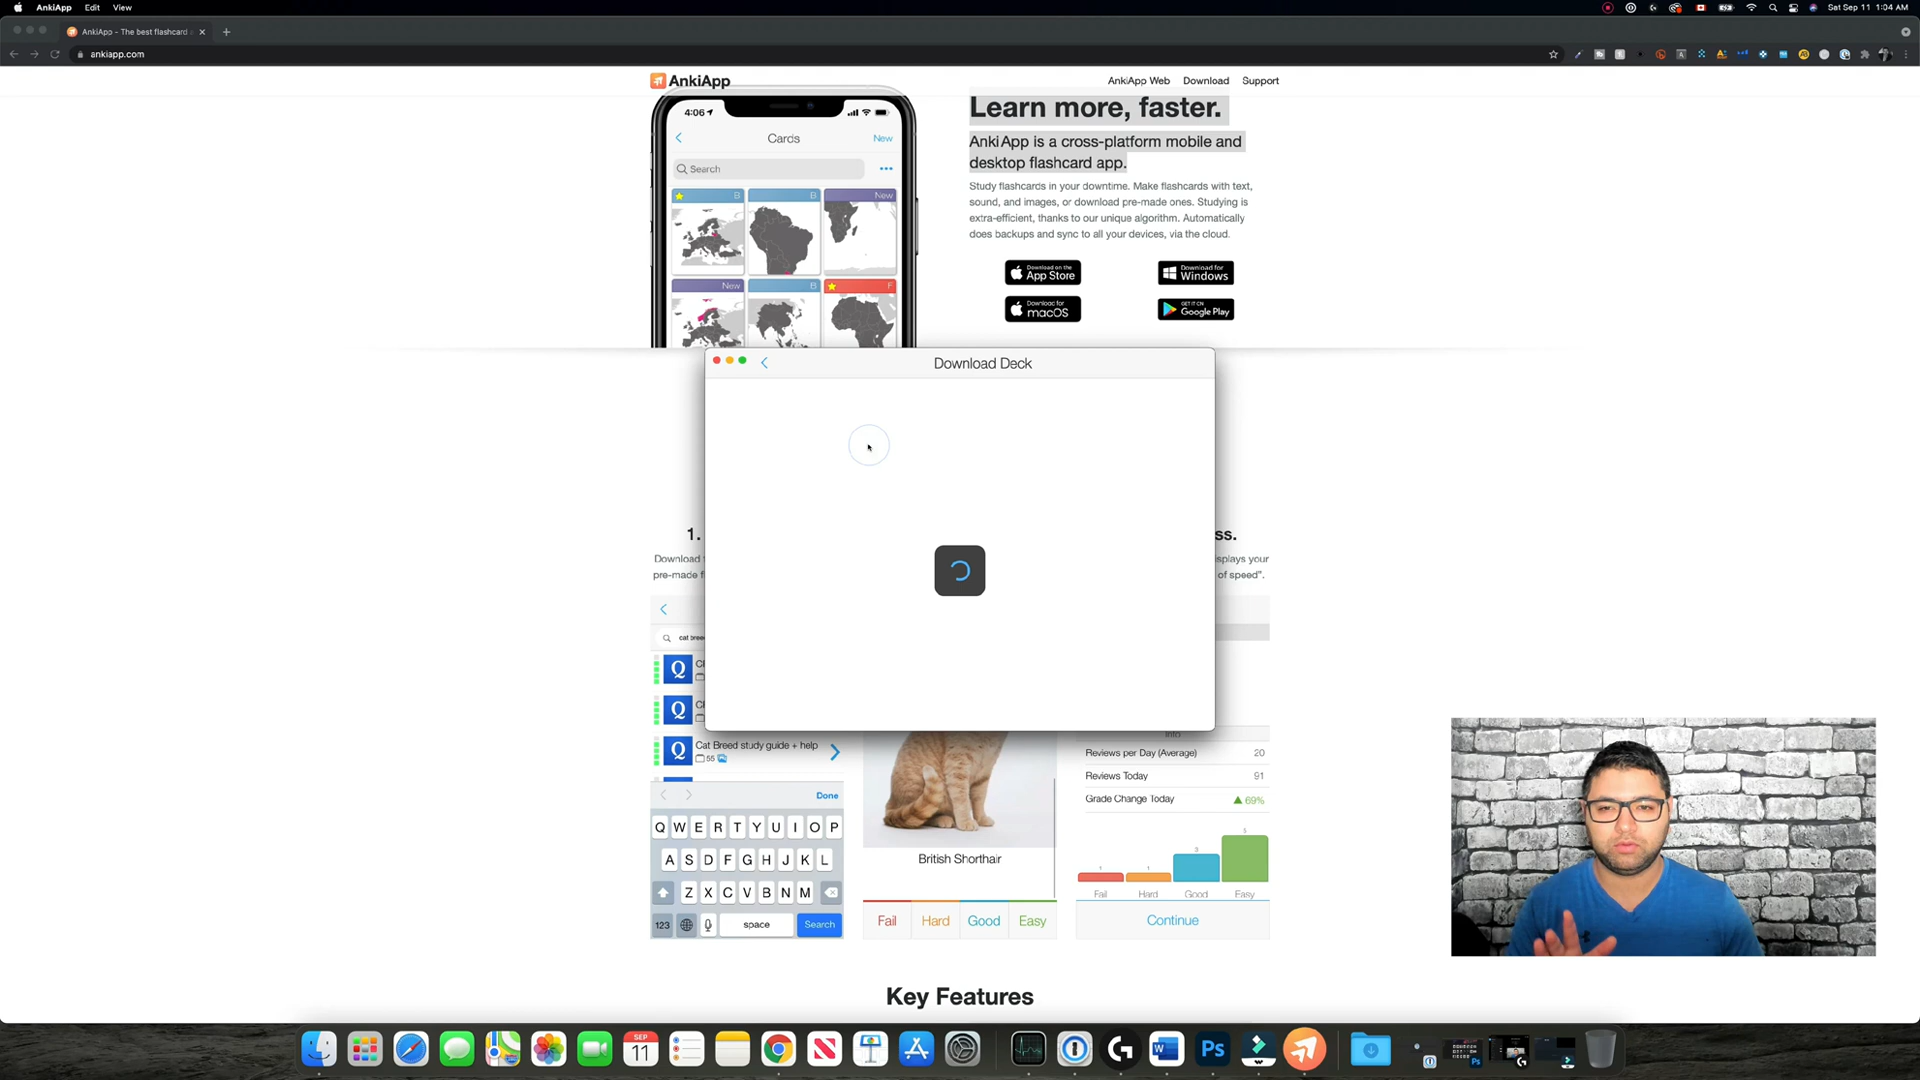 AnkiApp Edit View
Sat Sep 11 1:04 AM
AnkiApp - The best flashcard
ankiapp.com
AnkiApp
AnkiApp Web Download Support
4:06
Cards
New
Search
B
B
New
New
B
F
Learn more, faster.
AnkiApp is a cross-platform mobile and
desktop flashcard app.
Study flashcards in your downtime. Make flashcards with text,
sound, and images, or download pre-made ones. Studying is
extra-efficient, thanks to our unique algorithm. Automatically
does backups and sync to all your devices, via the cloud.
Download on the
App Store
Download for
Windows
Download for
macOS
GET IT ON
Google Play
Download Deck
1.
ss.
Download
pre-made f
splays your
of speed".
cat bree
Q
Q
Q
Cat Breed study guide + help
55
Done
Q W E R T Y U I O P
A S D F G H J K L
Z X C V B N M
123
space
Search
British Shorthair
Fail Hard Good Easy
Info
Reviews per Day (Average) 20
Reviews Today 91
Grade Change Today 69%
1
1
3
5
Fail Hard Good Easy
Continue
Key Features
SEP
11
W
Ps